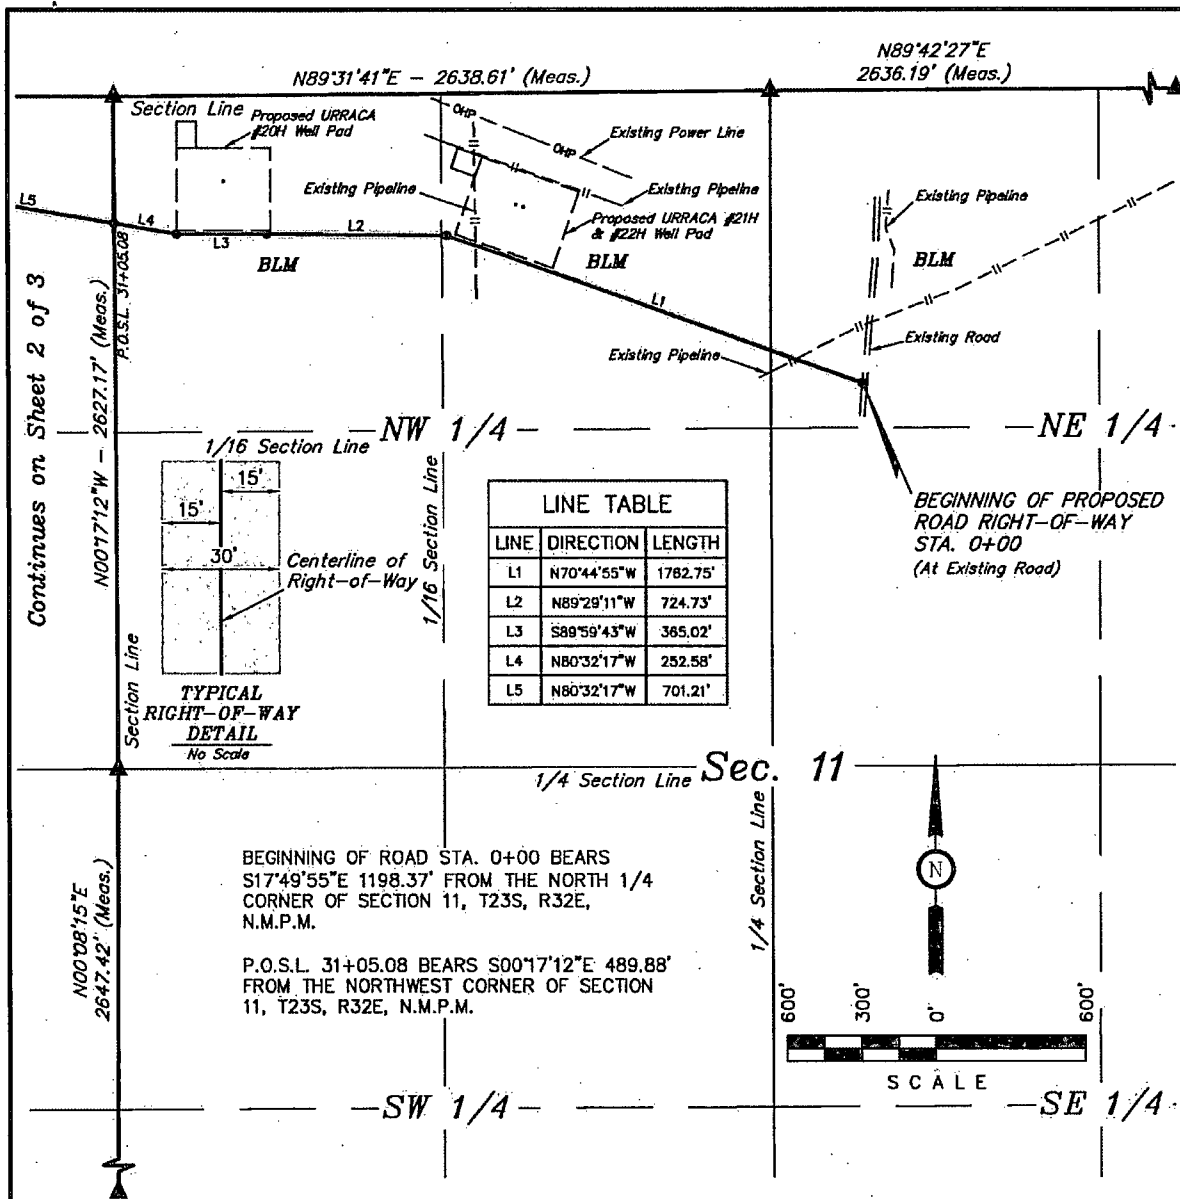 N89°42'27"E
2636.19' (Meas.)
N89°31'41"E - 2638.61' (Meas.)
Section Line
Proposed URRACA
#20H Well Pad
OHP
Existing Power Line
OHP
Existing Pipeline
Existing Pipeline
Existing Pipeline
Proposed URRACA #21H
& #22H Well Pad
L5
L4
L3
L2
BLM
BLM
BLM
L1
P.O.S.L. 31+05.08
Existing Pipeline
Existing Road
Continues on Sheet 2 of 3
N00°17'12"W - 2627.17' (Meas.)
NW 1/4
NE 1/4
1/16 Section Line
1/16 Section Line
15'
15'
30'
Centerline of
Right-of-Way
TYPICAL
RIGHT-OF-WAY
DETAIL
No Scale
Section Line
LINE TABLE
LINE DIRECTION LENGTH
L1 N70°44'55"W 1762.75'
L2 N89°29'11"W 724.73'
L3 S89°59'43"W 365.02'
L4 N80°32'17"W 252.58'
L5 N80°32'17"W 701.21'
BEGINNING OF PROPOSED
ROAD RIGHT-OF-WAY
STA. 0+00
(At Existing Road)
1/4 Section Line
Sec. 11
1/4 Section Line
N00°08'15"E
2647.42' (Meas.)
BEGINNING OF ROAD STA. 0+00 BEARS
S17°49'55"E 1198.37' FROM THE NORTH 1/4
CORNER OF SECTION 11, T23S, R32E,
N.M.P.M.
P.O.S.L. 31+05.08 BEARS S00°17'12"E 489.88'
FROM THE NORTHWEST CORNER OF SECTION
11, T23S, R32E, N.M.P.M.
N
600'
300'
0'
600'
SCALE
SW 1/4
SE 1/4